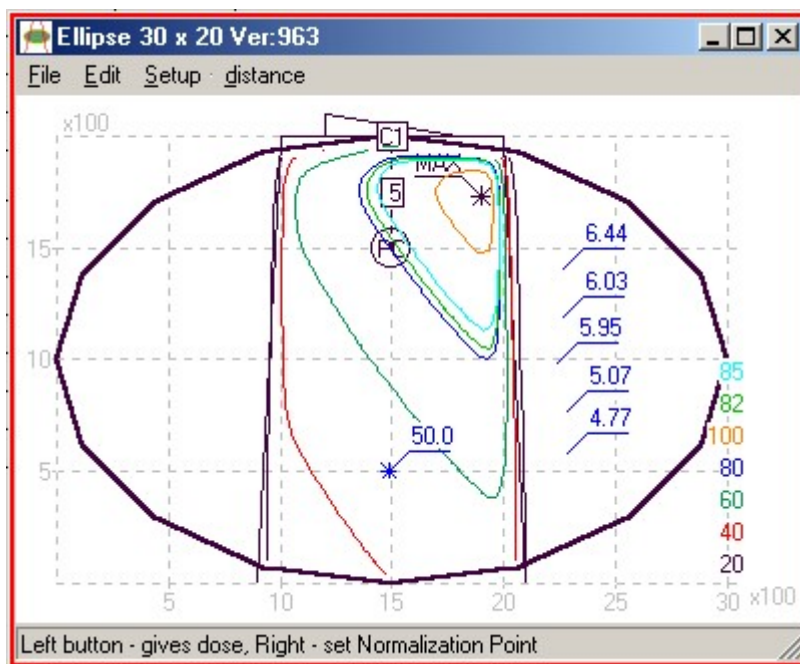 Ellipse 30 x 20 Ver:963
File Edit Setup distance
x100
C1
MAX
5
PC
15
6.44
6.03
5.95
10
5.07
85
82
4.77
50.0
100
5
80
60
40
20
5 10 15 20 25 30 x100
Left button - gives dose, Right - set Normalization Point